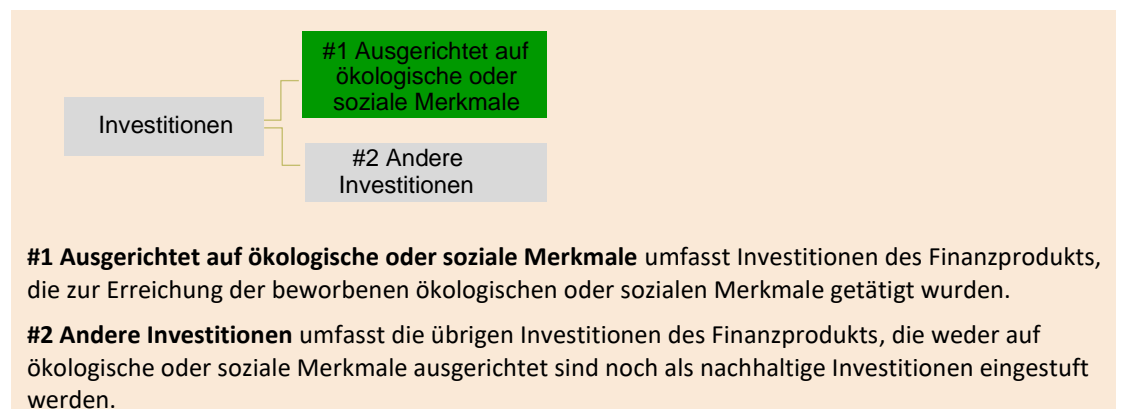 #1 Ausgerichtet auf
ökologische oder
soziale Merkmale
Investitionen
#2 Andere
Investitionen
#1 Ausgerichtet auf ökologische oder soziale Merkmale umfasst Investitionen des Finanzprodukts,
die zur Erreichung der beworbenen ökologischen oder sozialen Merkmale getätigt wurden.
#2 Andere Investitionen umfasst die übrigen Investitionen des Finanzprodukts, die weder auf
ökologische oder soziale Merkmale ausgerichtet sind noch als nachhaltige Investitionen eingestuft
werden.